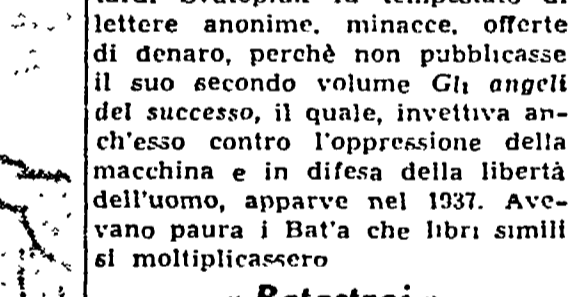 lettere anonime, minacce, offerte
di denaro, perchè non pubblicasse
il suo secondo volume Gli angeli
del successo, il quale, invettiva an-
ch'esso contro l'oppressione della
macchina e in difesa della libertà
dell'uomo, apparve nel 1937. Ave-
vano paura i Bat'a che libri simili
si moltiplicassero